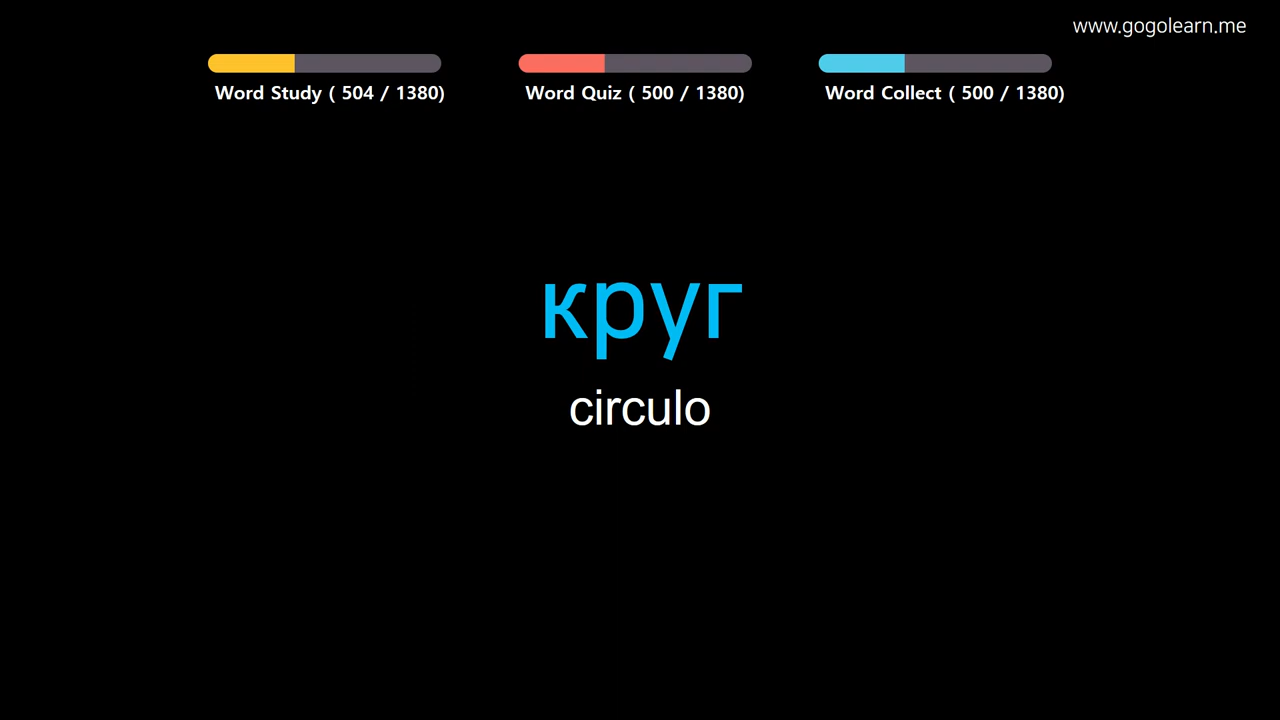 www.gogolearn.me
Word Study ( 504 / 1380)
Word Quiz ( 500 / 1380)
Word Collect ( 500 / 1380)
круг
circulo